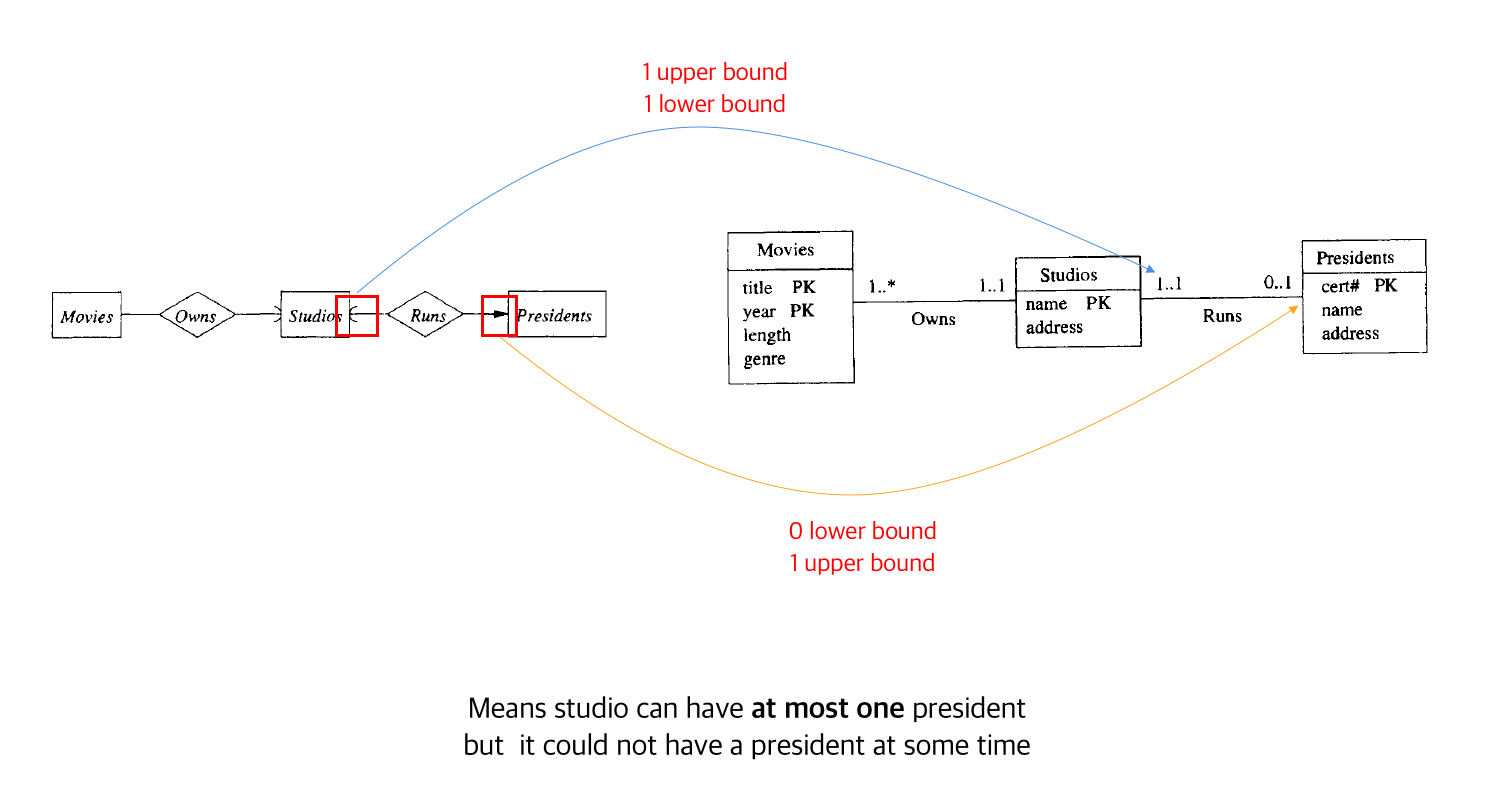 1 upper bound
1 lower bound
Movies
Owns
Studios
Runs
Presidents
Movies
title PK
year PK
length
genre
1..*
1..1
Owns
Studios
name PK
address
1..1
0..1
Runs
Presidents
cert# PK
name
address
0 lower bound
1 upper bound
Means studio can have at most one president
but it could not have a president at some time